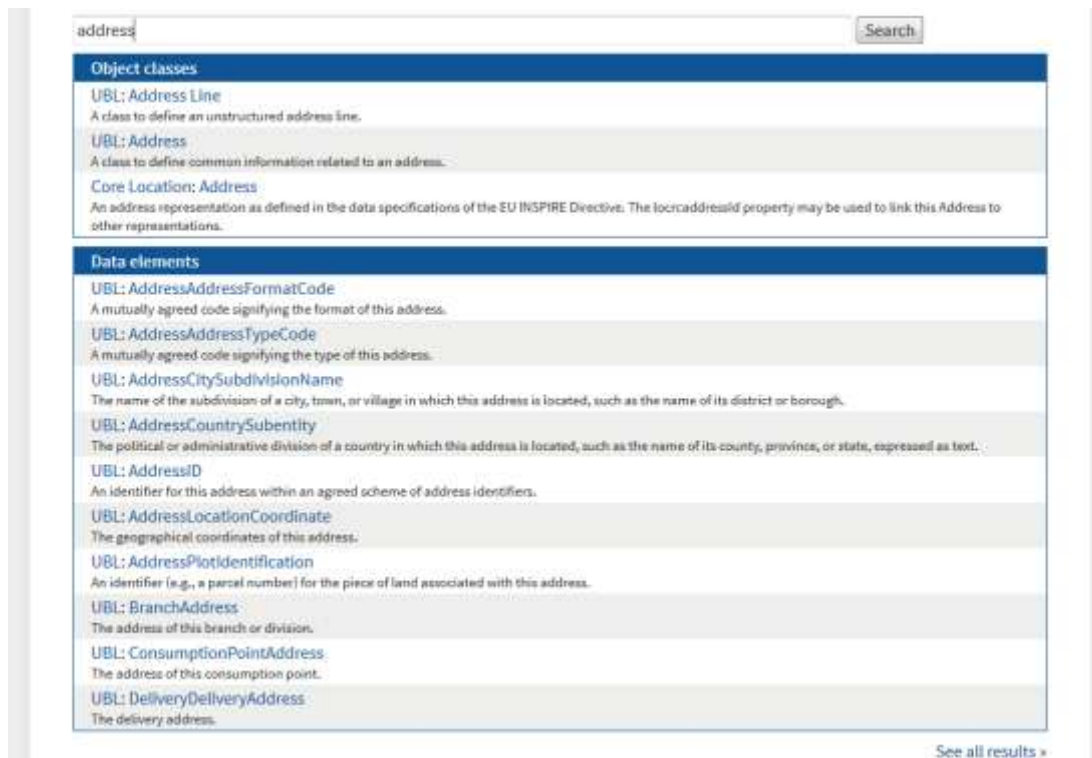 address
Search
Object classes
UBL: Address Line
A class to define an unstructured address line.
UBL: Address
A class to define common information related to an address.
Core Location: Address
An address representation as defined in the data specifications of the EU INSPIRE Directive. The locrcaddressId property may be used to link this Address to
other representations.
Data elements
UBL: AddressAddressFormatCode
A mutually agreed code signifying the format of this address.
UBL: AddressAddressTypeCode
A mutually agreed code signifying the type of this address.
UBL: AddressCitySubdivisionName
The name of the subdivision of a city, town, or village in which this address is located, such as the name of its district or borough.
UBL: AddressCountrySubentity
The political or administrative division of a country in which this address is located, such as the name of its county, province, or state, expressed as text.
UBL: AddressID
An identifier for this address within an agreed scheme of address identifiers.
UBL: AddressLocationCoordinate
The geographical coordinates of this address.
UBL: AddressPlotIdentification
An identifier (e.g., a parcel number) for the piece of land associated with this address.
UBL: BranchAddress
The address of this branch or division.
UBL: ConsumptionPointAddress
The address of this consumption point.
UBL: DeliveryDeliveryAddress
The delivery address.
See all results »